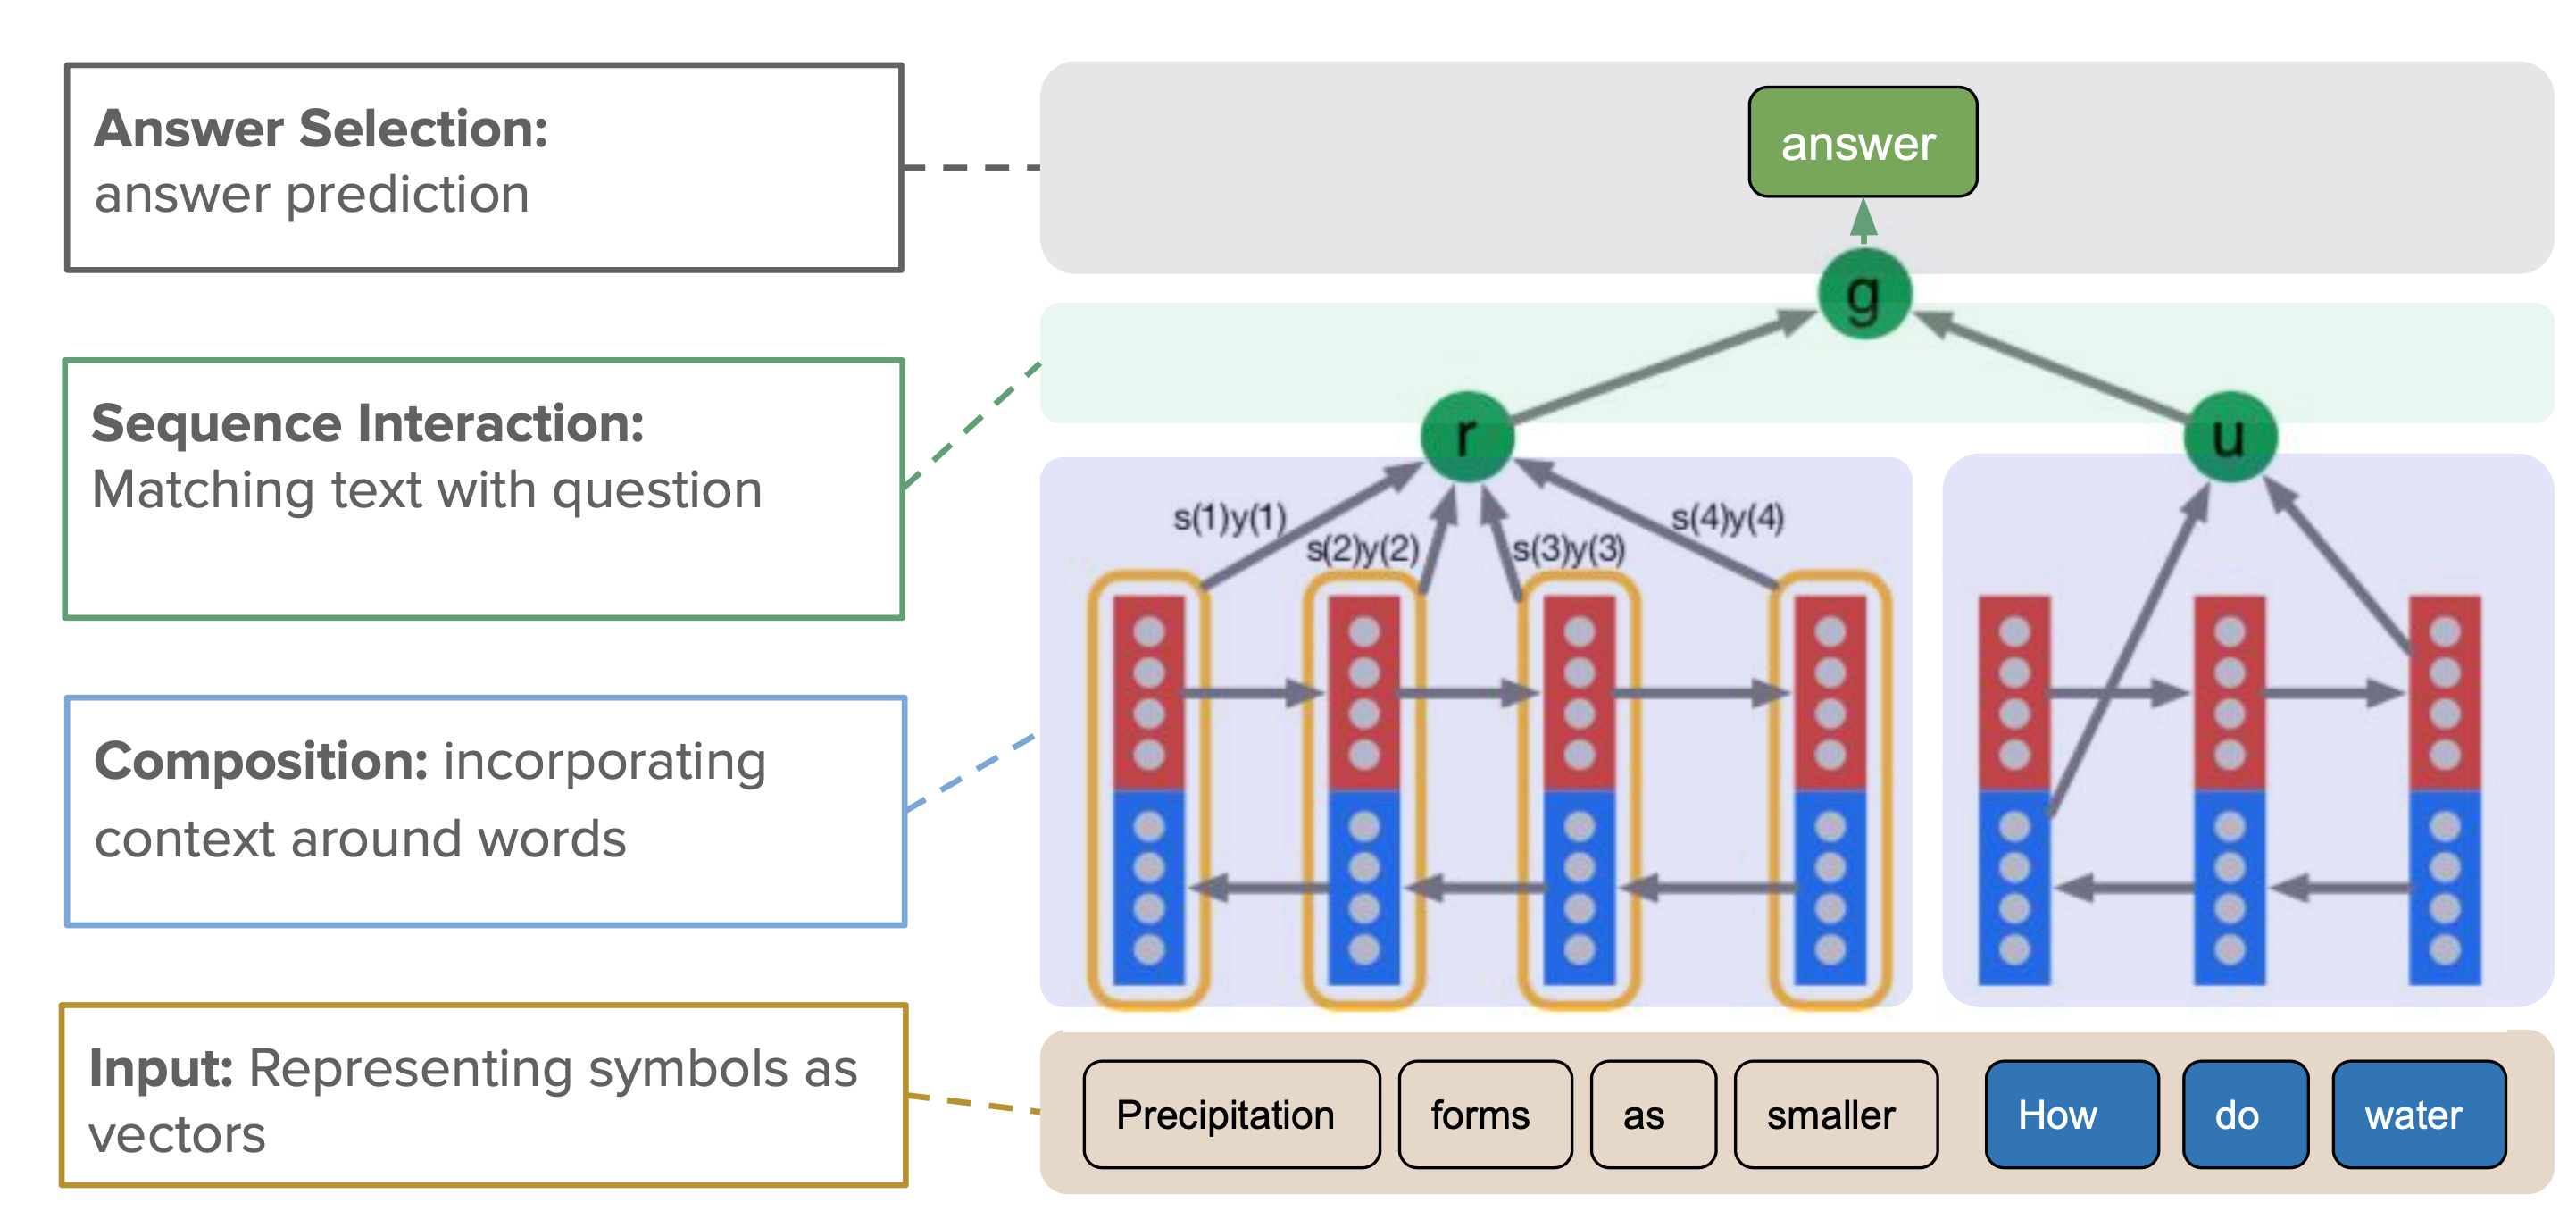 Answer Selection:
answer prediction
answer
g
Sequence Interaction:
Matching text with question
r
u
s(1)y(1)
s(2)y(2)
s(3)y(3)
s(4)y(4)
Composition: incorporating
context around words
Input: Representing symbols as
vectors
Precipitation forms as smaller How do water